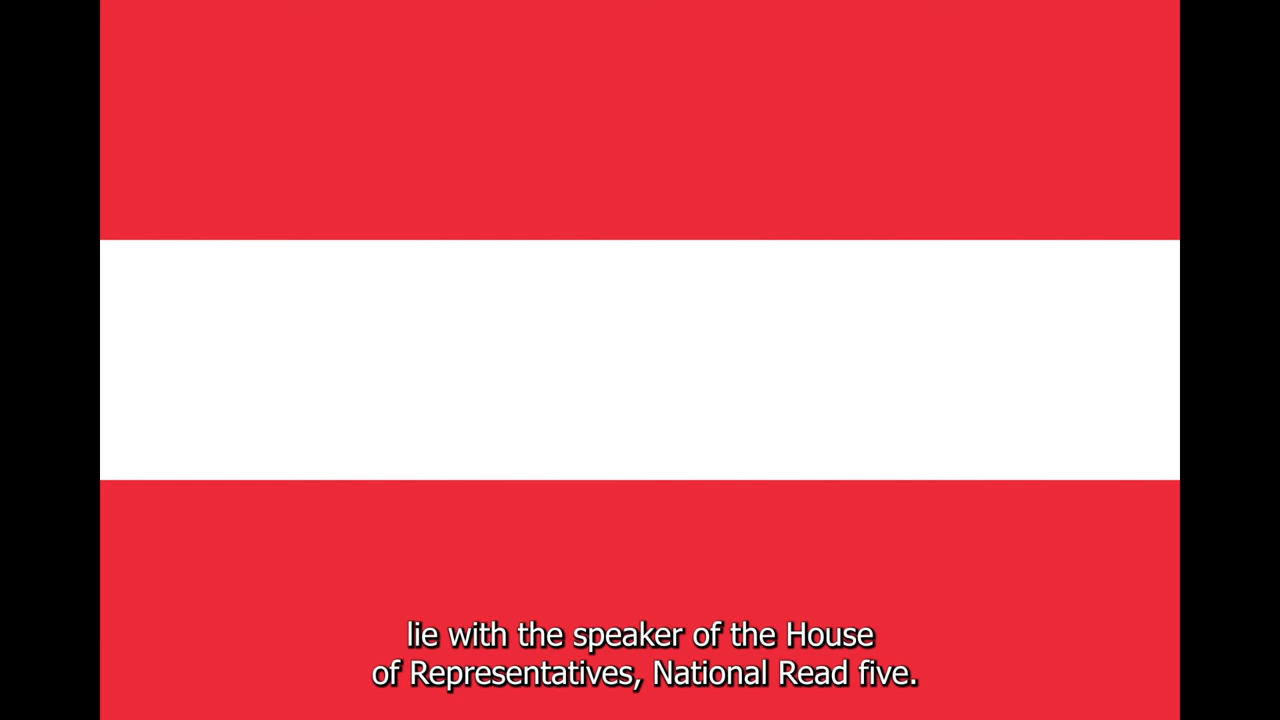 lie with the speaker of the House
of Representatives, National Read five.